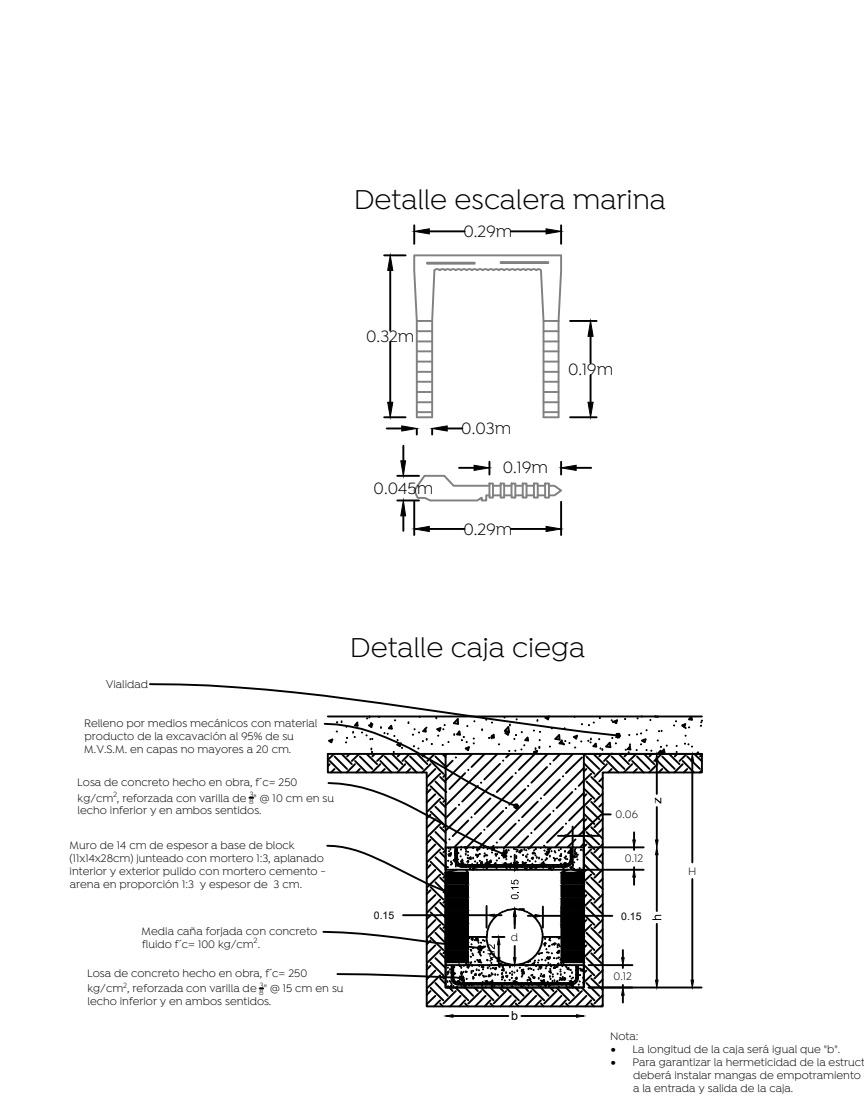 Detalle escalera marina
0.29m
0.32m
0.19m
0.03m
0.19m
0.045m
0.29m
Detalle caja ciega
Vialidad
Relleno por medios mecánicos con material
producto de la excavación al 95% de su
M.V.S.M. en capas no mayores a 20 cm.
Losa de concreto hecho en obra, f´c= 250
kg/cm², reforzada con varilla de @ 10 cm en su
lecho inferior y en ambos sentidos.
Muro de 14 cm de espesor a base de block
(11x14x28cm) junteado con mortero 1:3, aplanado
interior y exterior pulido con mortero cemento -
arena en proporción 1:3 y espesor de 3 cm.
Media caña forjada con concreto
fluido f´c= 100 kg/cm².
Losa de concreto hecho en obra, f´c= 250
kg/cm², reforzada con varilla de @ 15 cm en su
lecho inferior y en ambos sentidos.
z
0.06
0.12
H
0.15
h
0.15
0.15
d
0.12
b
Nota:
• La longitud de la caja será igual que "b".
• Para garantizar la hermeticidad de la estruct
deberá instalar mangas de empotramiento
a la entrada y salida de la caja.